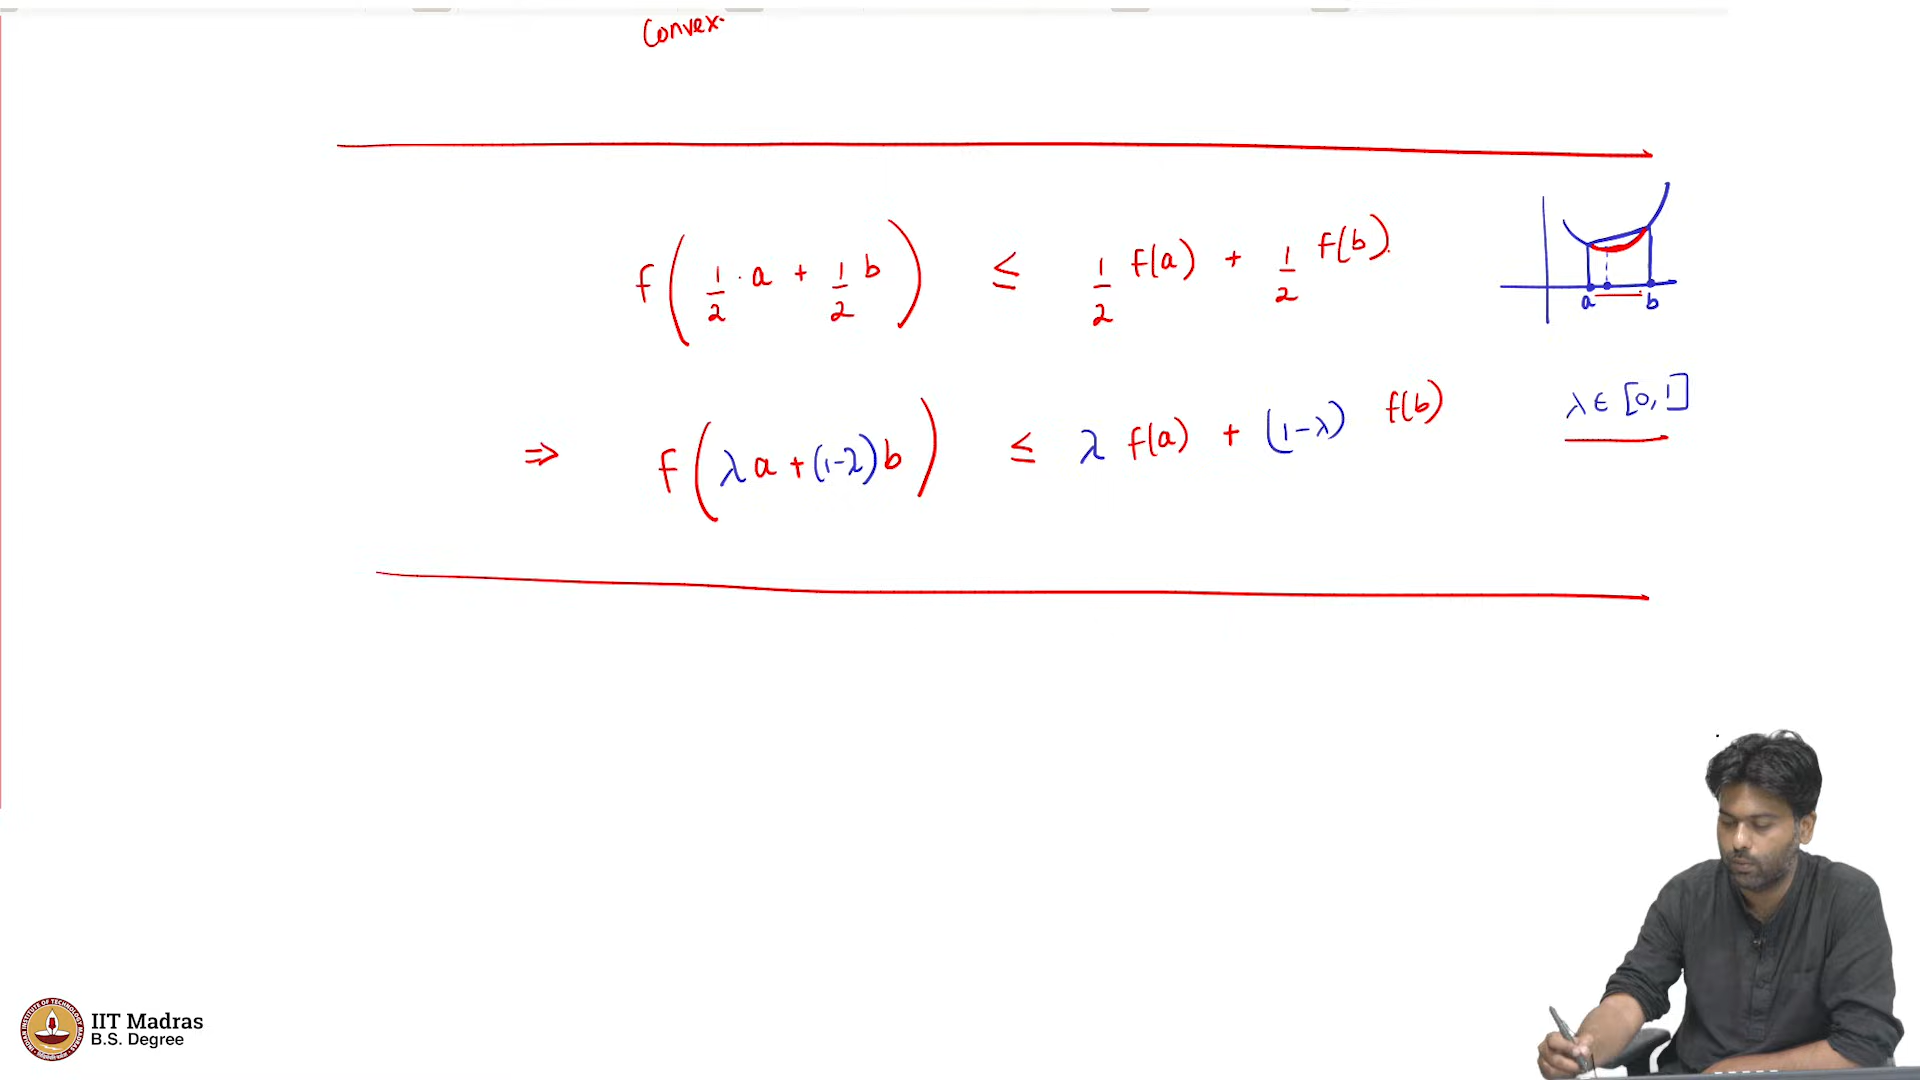 Convex.
f(1/2 · a + 1/2 b) ≤ 1/2 f(a) + 1/2 f(b).
a b
⇒ f(λa + (1-λ)b) ≤ λ f(a) + (1-λ) f(b) λ ∈ [0,1]
IIT Madras
B.S. Degree